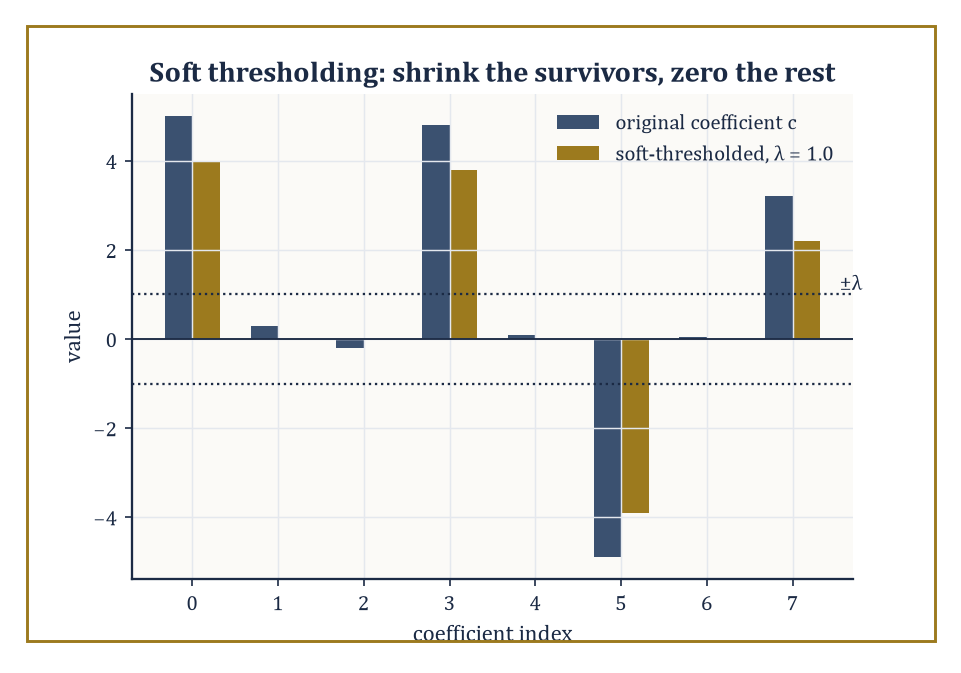 Soft thresholding: shrink the survivors, zero the rest
original coefficient c
soft-thresholded, λ = 1.0
4
2
0
−2
−4
value
±λ
0 1 2 3 4 5 6 7
coefficient index